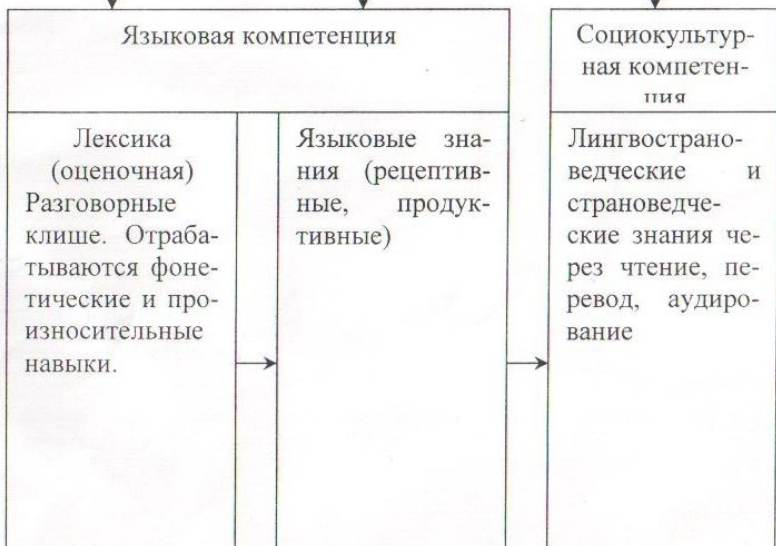 Языковая компетенция
Социокультур-
ная компетен-
ция
Лексика
(оценочная)
Разговорные
клише. Отраба-
тываются фоне-
тические и про-
износительные
навыки.
Языковые зна-
ния (рецептив-
ные, продук-
тивные)
Лингвострано-
ведческие и
страноведче-
ские знания че-
рез чтение, пе-
ревод, аудиро-
вание